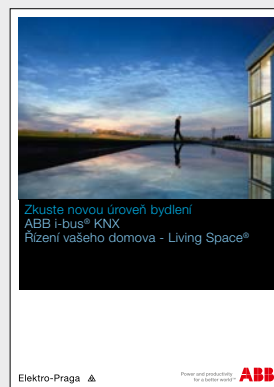 Zkuste novou úroveň bydlení
ABB i-bus® KNX
Řízení vašeho domova - Living Space®
Elektro-Praga
Power and productivity
for a better world™
ABB